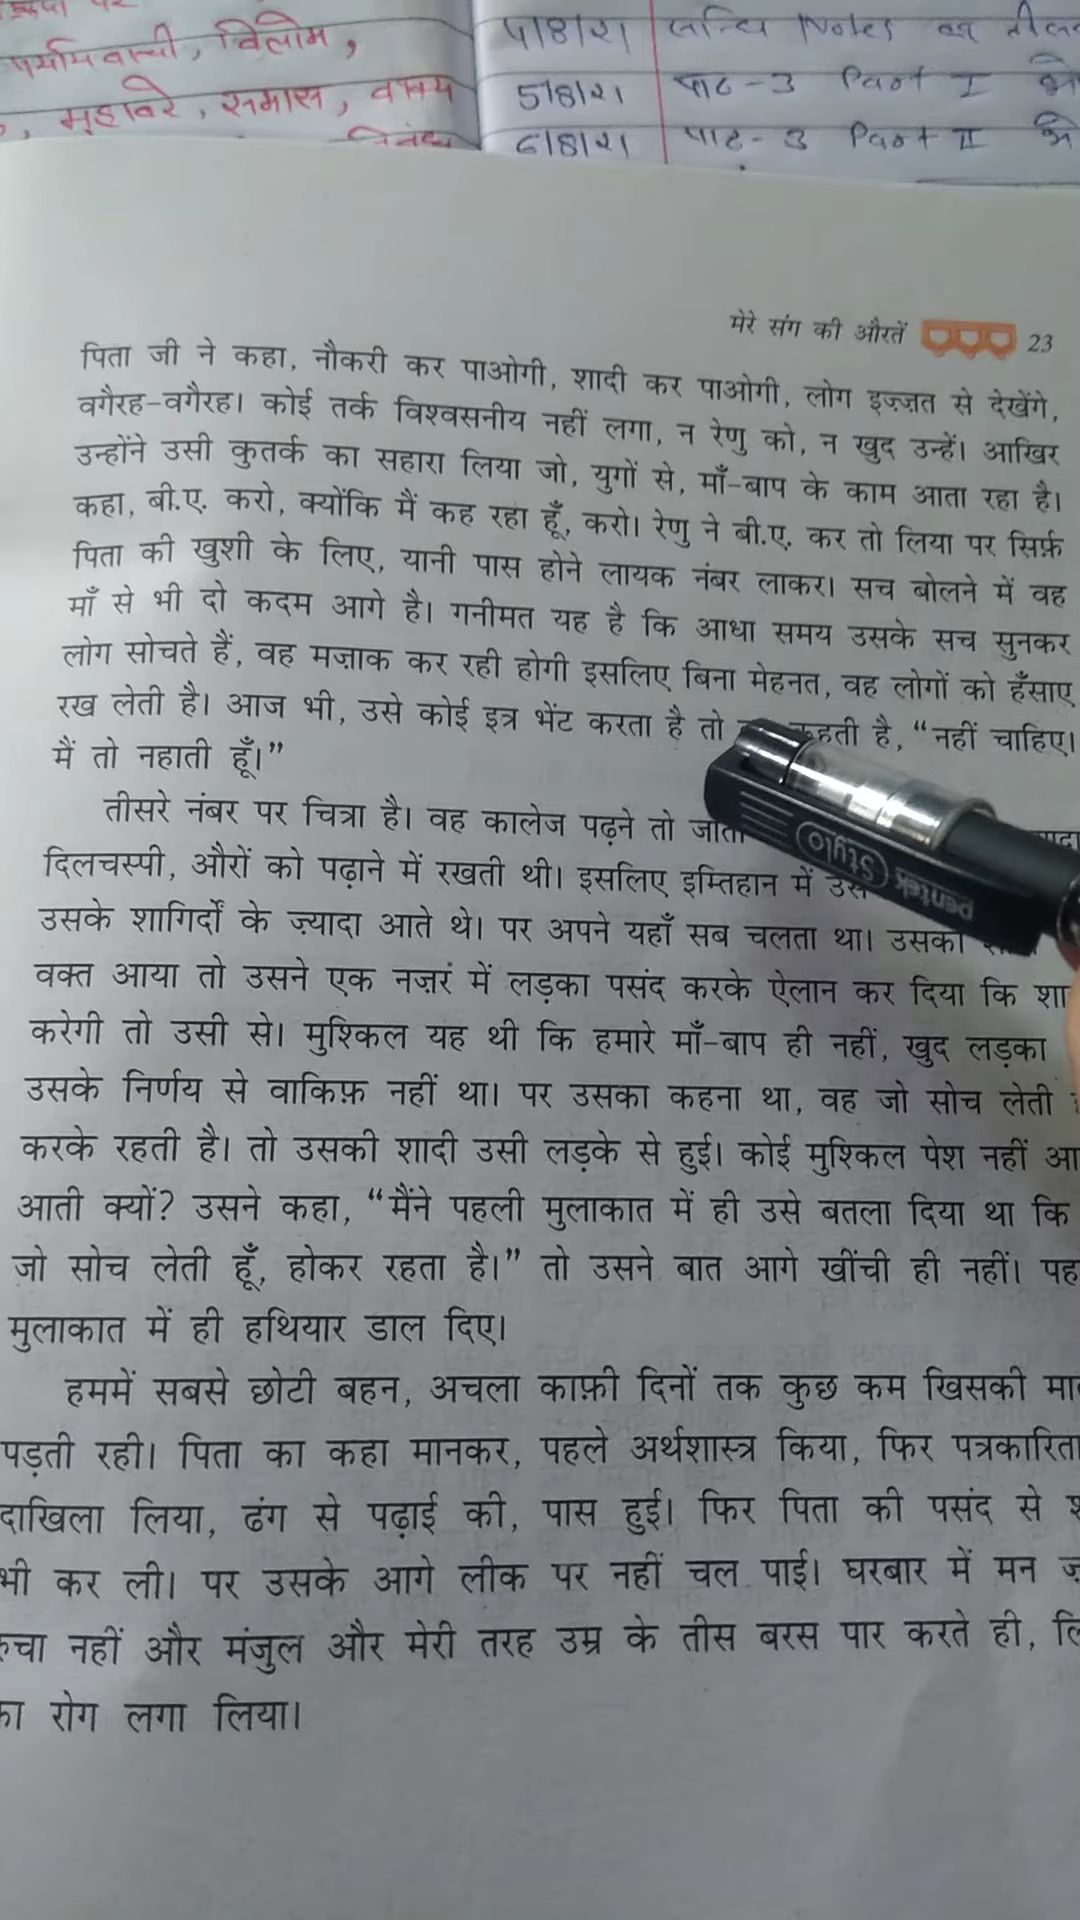 पर्यायवाची, विलोम,
मुहावरे, समास, वाक्य
4/8/21 सन्धि Notes
5/8/21 पाठ-3 Part I
6/8/21 पाठ-3 Part II
मेरे संग की औरतें 23
पिता जी ने कहा, नौकरी कर पाओगी, शादी कर पाओगी, लोग इज़्ज़त से देखेंगे,
वगैरह-वगैरह। कोई तर्क विश्वसनीय नहीं लगा, न रेणु को, न खुद उन्हें। आखिर
उन्होंने उसी कुतर्क का सहारा लिया जो, युगों से, माँ-बाप के काम आता रहा है।
कहा, बी.ए. करो, क्योंकि मैं कह रहा हूँ, करो। रेणु ने बी.ए. कर तो लिया पर सिर्फ़
पिता की खुशी के लिए, यानी पास होने लायक नंबर लाकर। सच बोलने में वह
माँ से भी दो कदम आगे है। गनीमत यह है कि आधा समय उसके सच सुनकर
लोग सोचते हैं, वह मज़ाक कर रही होगी इसलिए बिना मेहनत, वह लोगों को हँसाए
रख लेती है। आज भी, उसे कोई इत्र भेंट करता है तो कहती है, “नहीं चाहिए।
मैं तो नहाती हूँ।”
तीसरे नंबर पर चित्रा है। वह कालेज पढ़ने तो जाती
दिलचस्पी, औरों को पढ़ाने में रखती थी। इसलिए इम्तिहान में उस
उसके शागिर्दों के ज़्यादा आते थे। पर अपने यहाँ सब चलता था। उसकी
वक्त आया तो उसने एक नज़र में लड़का पसंद करके ऐलान कर दिया कि शा
करेगी तो उसी से। मुश्किल यह थी कि हमारे माँ-बाप ही नहीं, खुद लड़का
उसके निर्णय से वाकिफ़ नहीं था। पर उसका कहना था, वह जो सोच लेती
करके रहती है। तो उसकी शादी उसी लड़के से हुई। कोई मुश्किल पेश नहीं आ
आती क्यों? उसने कहा, “मैंने पहली मुलाकात में ही उसे बतला दिया था कि
जो सोच लेती हूँ, होकर रहता है।” तो उसने बात आगे खींची ही नहीं। पह
मुलाकात में ही हथियार डाल दिए।
हममें सबसे छोटी बहन, अचला काफ़ी दिनों तक कुछ कम खिसकी मा
पड़ती रही। पिता का कहा मानकर, पहले अर्थशास्त्र किया, फिर पत्रकारिता
दाखिला लिया, ढंग से पढ़ाई की, पास हुई। फिर पिता की पसंद से
भी कर ली। पर उसके आगे लीक पर नहीं चल पाई। घरबार में मन
रुचा नहीं और मंजुल और मेरी तरह उम्र के तीस बरस पार करते ही, लि
का रोग लगा लिया।
Pentek Stylo